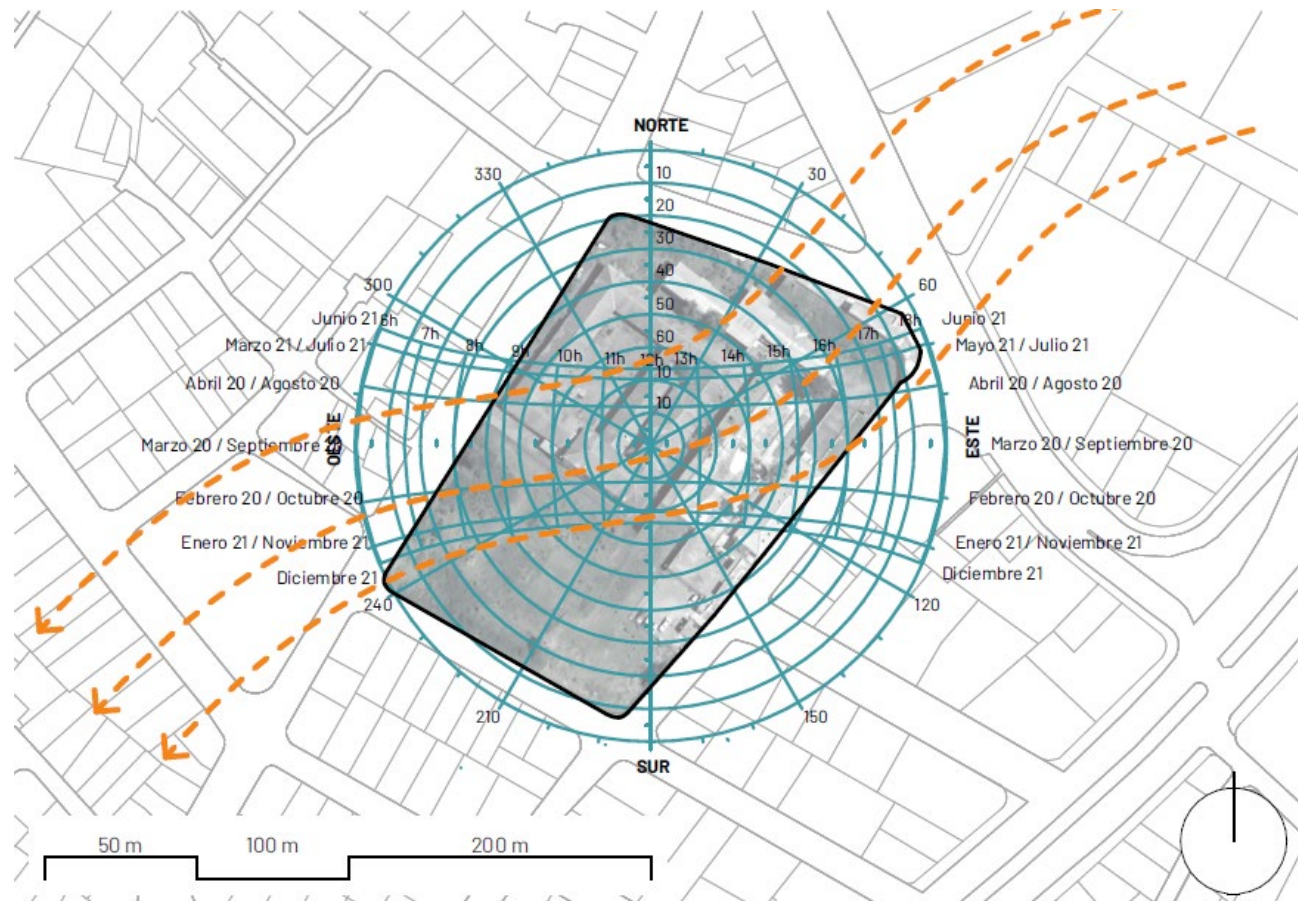 NORTE
330
30
10
20
30
40
50
60
10
10
300
60
Junio 21
6h
7h
8h
9h
10h
11h
12h
13h
14h
15h
16h
17h
18h
Junio 21
Marzo 21 / Julio 21
Mayo 21 / Julio 21
Abril 20 / Agosto 20
Abril 20 / Agosto 20
OESTE
ESTE
Marzo 20 / Septiembre 20
Marzo 20 / Septiembre 20
Febrero 20 / Octubre 20
Febrero 20 / Octubre 20
Enero 21 / Noviembre 21
Enero 21 / Noviembre 21
Diciembre 21
Diciembre 21
240
120
210
150
SUR
50 m
100 m
200 m